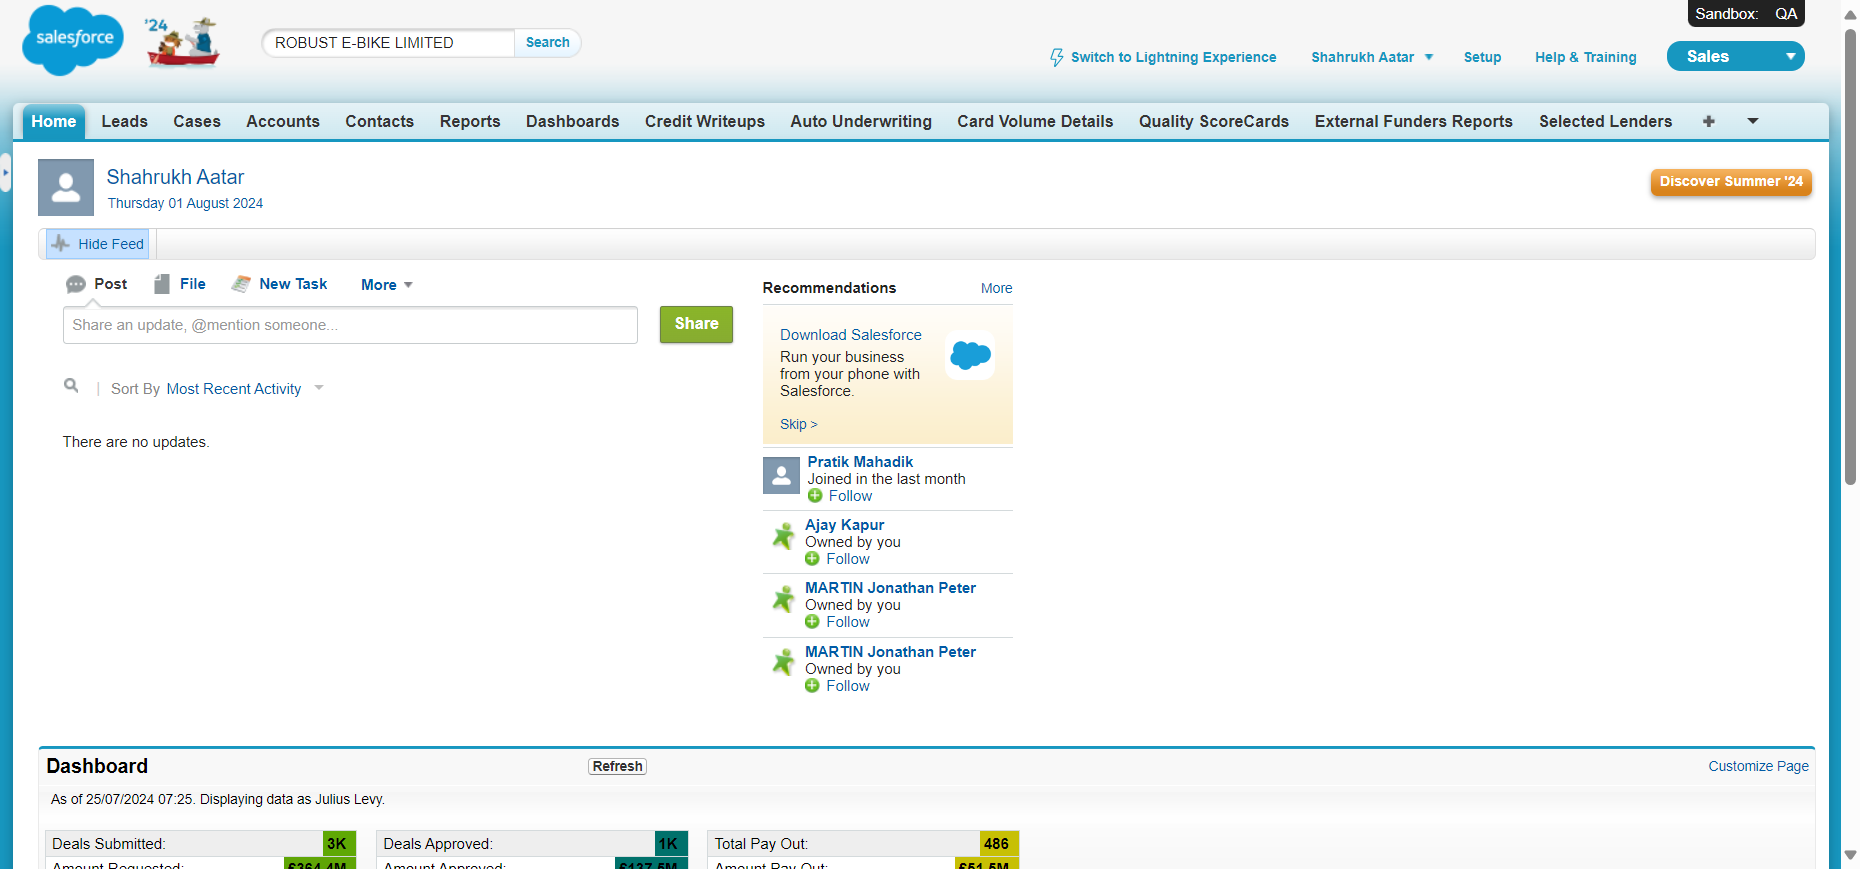 Sandbox: QA
salesforce
'24
ROBUST E-BIKE LIMITED
Search
Switch to Lightning Experience
Shahrukh Aatar
Setup
Help & Training
Sales
Home
Leads
Cases
Accounts
Contacts
Reports
Dashboards
Credit Writeups
Auto Underwriting
Card Volume Details
Quality ScoreCards
External Funders Reports
Selected Lenders
Shahrukh Aatar
Thursday 01 August 2024
Discover Summer '24
Hide Feed
Post
File
New Task
More
Share an update, @mention someone...
Share
Sort By Most Recent Activity
There are no updates.
Recommendations
More
Download Salesforce
Run your business
from your phone with
Salesforce.
Skip >
Pratik Mahadik
Joined in the last month
Follow
Ajay Kapur
Owned by you
Follow
MARTIN Jonathan Peter
Owned by you
Follow
MARTIN Jonathan Peter
Owned by you
Follow
Dashboard
Refresh
Customize Page
As of 25/07/2024 07:25. Displaying data as Julius Levy.
Deals Submitted: 3K
Deals Approved: 1K
Total Pay Out: 486
Amount Requested: £364.4M
Amount Approved: £137.5M
Amount Pay Out: £51.5M